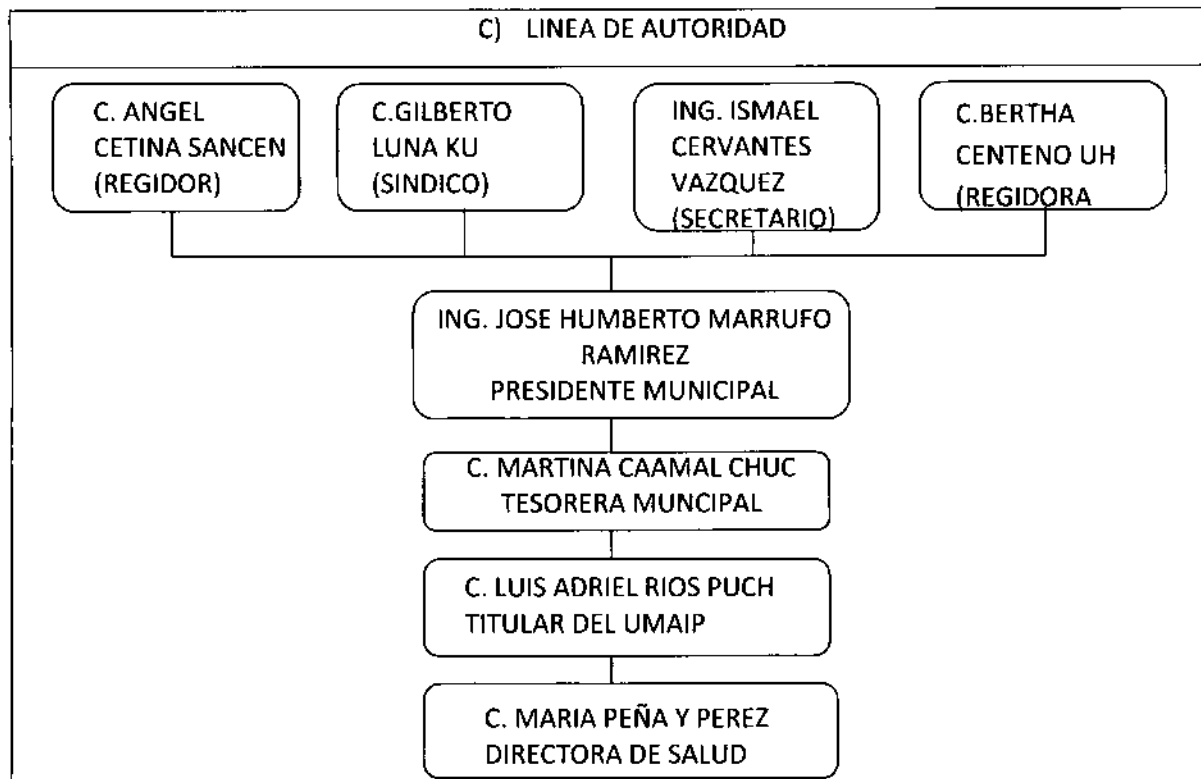 C) LINEA DE AUTORIDAD
C. ANGEL
CETINA SANCEN
(REGIDOR)
C.GILBERTO
LUNA KU
(SINDICO)
ING. ISMAEL
CERVANTES
VAZQUEZ
(SECRETARIO)
C.BERTHA
CENTENO UH
(REGIDORA
ING. JOSE HUMBERTO MARRUFO
RAMIREZ
PRESIDENTE MUNICIPAL
C. MARTINA CAAMAL CHUC
TESORERA MUNCIPAL
C. LUIS ADRIEL RIOS PUCH
TITULAR DEL UMAIP
C. MARIA PEÑA Y PEREZ
DIRECTORA DE SALUD